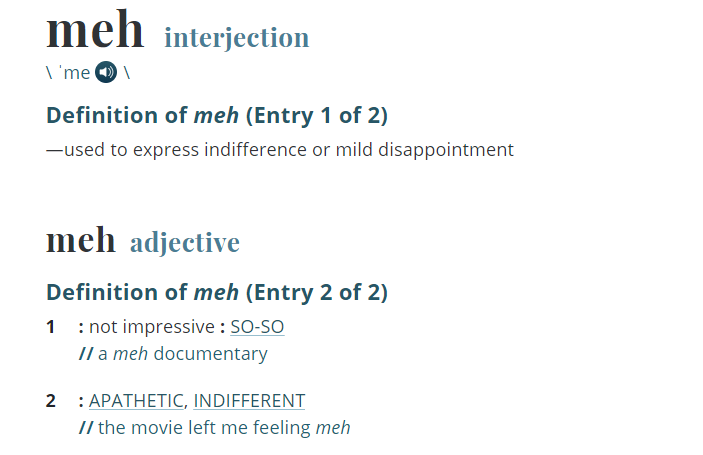 meh interjection
\ ˈme \
Definition of meh (Entry 1 of 2)
—used to express indifference or mild disappointment
meh adjective
Definition of meh (Entry 2 of 2)
1 : not impressive : SO-SO
// a meh documentary
2 : APATHETIC, INDIFFERENT
// the movie left me feeling meh